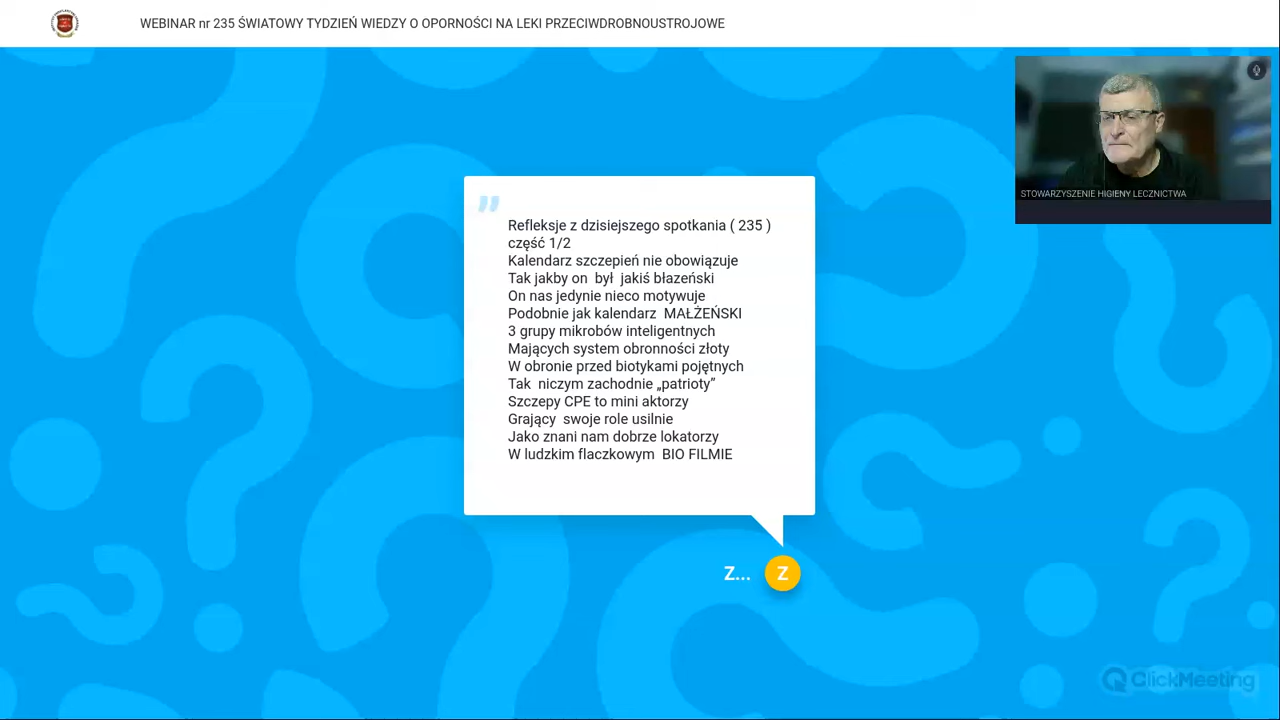 WEBINAR nr 235 ŚWIATOWY TYDZIEŃ WIEDZY O OPORNOŚCI NA LEKI PRZECIWDROBNOUSTROJOWE
STOWARZYSZENIE HIGIENY LECZNICTWA
Refleksje z dzisiejszego spotkania ( 235 )
część 1/2
Kalendarz szczepień nie obowiązuje
Tak jakby on  był  jakiś błazeński
On nas jedynie nieco motywuje
Podobnie jak kalendarz  MAŁŻEŃSKI
3 grupy mikrobów inteligentnych
Mających system obronności złoty
W obronie przed biotykami pojętnych
Tak  niczym zachodnie „patrioty”
Szczepy CPE to mini aktorzy
Grający  swoje role usilnie
Jako znani nam dobrze lokatorzy
W ludzkim flaczkowym  BIO FILMIE
Z... Z
ClickMeeting